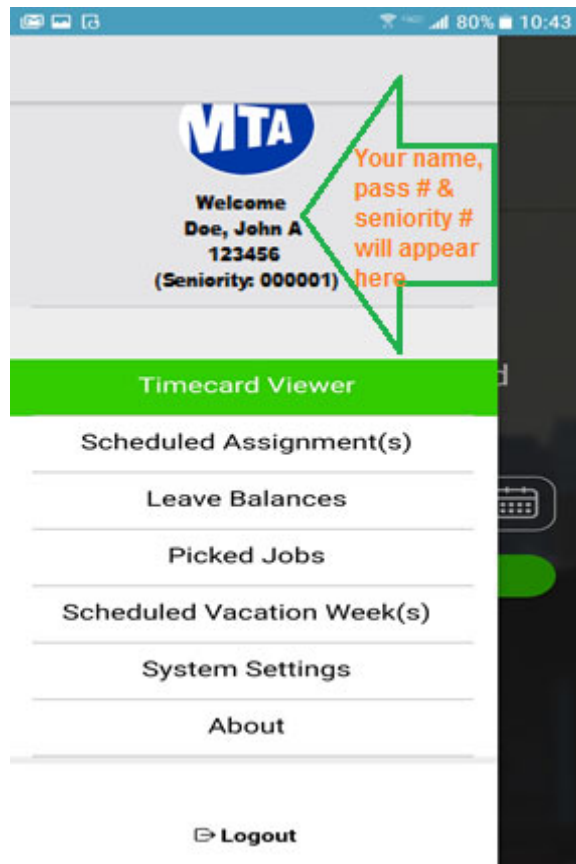 80% 10:43
MTA
Welcome
Doe, John A
123456
(Seniority: 000001)
Your name,
pass # &
seniority #
will appear
here
d
Timecard Viewer
Scheduled Assignment(s)
Leave Balances
Picked Jobs
Scheduled Vacation Week(s)
System Settings
About
Logout